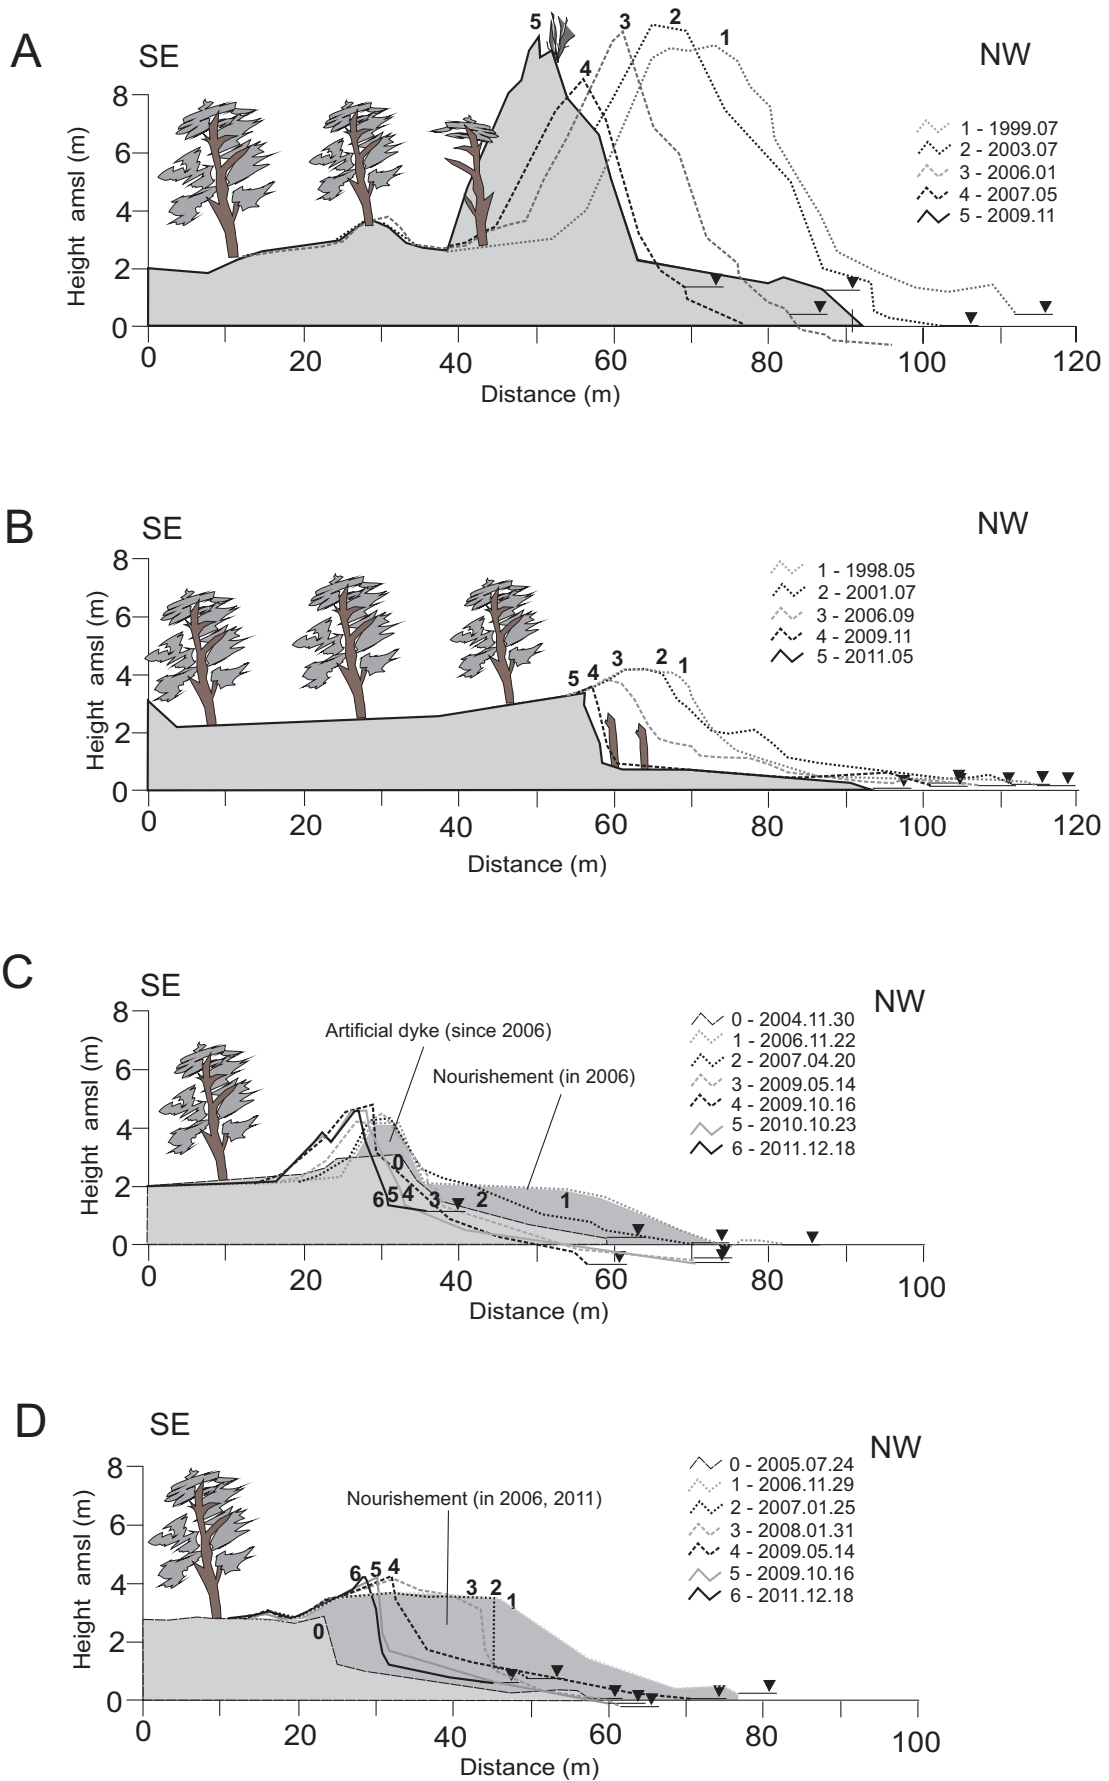 A
SE
NW
5
3
2
1
4
Height amsl (m)
8
6
4
2
0
1 - 1999.07
2 - 2003.07
3 - 2006.01
4 - 2007.05
5 - 2009.11
0 20 40 60 80 100 120
Distance (m)
B
SE
NW
Height amsl (m)
8
6
4
2
0
1 - 1998.05
2 - 2001.07
3 - 2006.09
4 - 2009.11
5 - 2011.05
5 4 3 2 1
0 20 40 60 80 100 120
Distance (m)
C
SE
NW
Height amsl (m)
8
6
4
2
0
Artificial dyke (since 2006)
Nourishement (in 2006)
0 - 2004.11.30
1 - 2006.11.22
2 - 2007.04.20
3 - 2009.05.14
4 - 2009.10.16
5 - 2010.10.23
6 - 2011.12.18
0
6 5 4 3 2 1
0 20 40 60 80 100
Distance (m)
D
SE
NW
Height amsl (m)
8
6
4
2
0
Nourishement (in 2006, 2011)
0 - 2005.07.24
1 - 2006.11.29
2 - 2007.01.25
3 - 2008.01.31
4 - 2009.05.14
5 - 2009.10.16
6 - 2011.12.18
6 5 4 3 2 1
0
0 20 40 60 80 100
Distance (m)